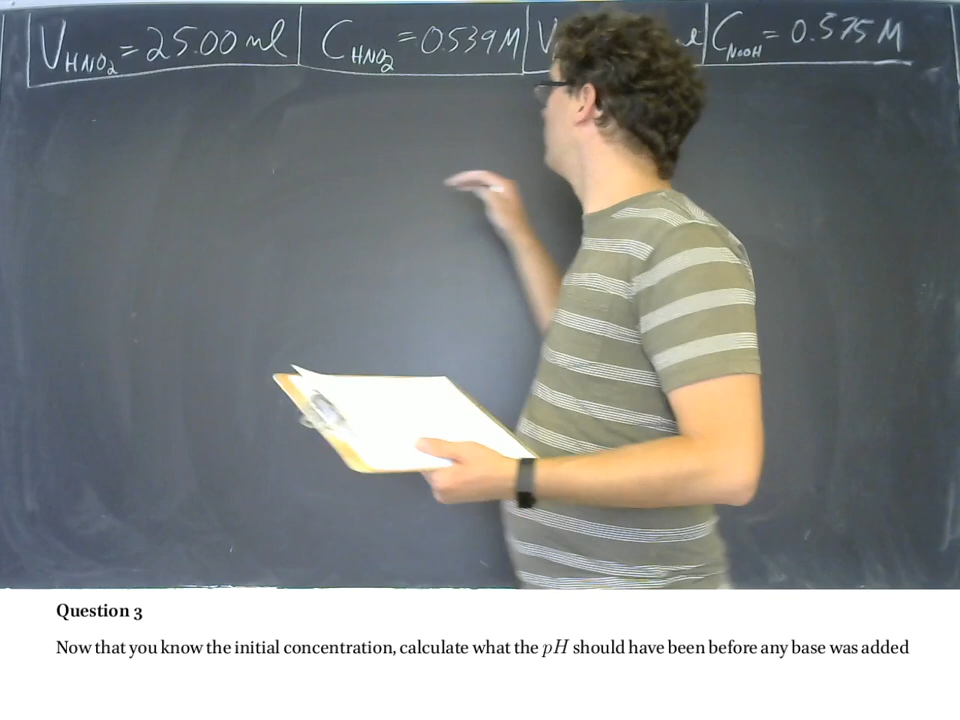 V_HNO₂ = 25.00 ml | C_HNO₂ = 0.539 M | V | C_NaOH = 0.575 M
Question 3
Now that you know the initial concentration, calculate what the pH should have been before any base was added